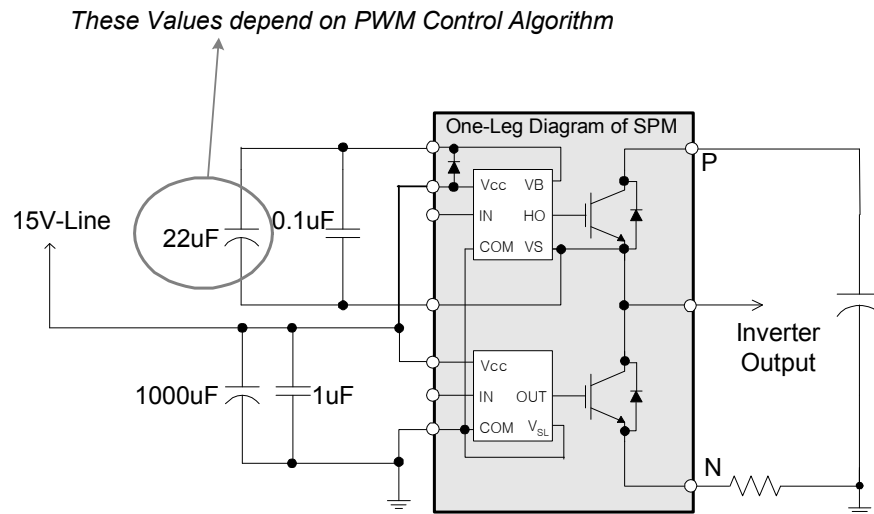 These Values depend on PWM Control Algorithm
One-Leg Diagram of SPM
P
Vcc VB
15V-Line
22uF
0.1uF
IN HO
COM VS
Inverter
Output
Vcc
1000uF
1uF
IN OUT
COM VSL
N